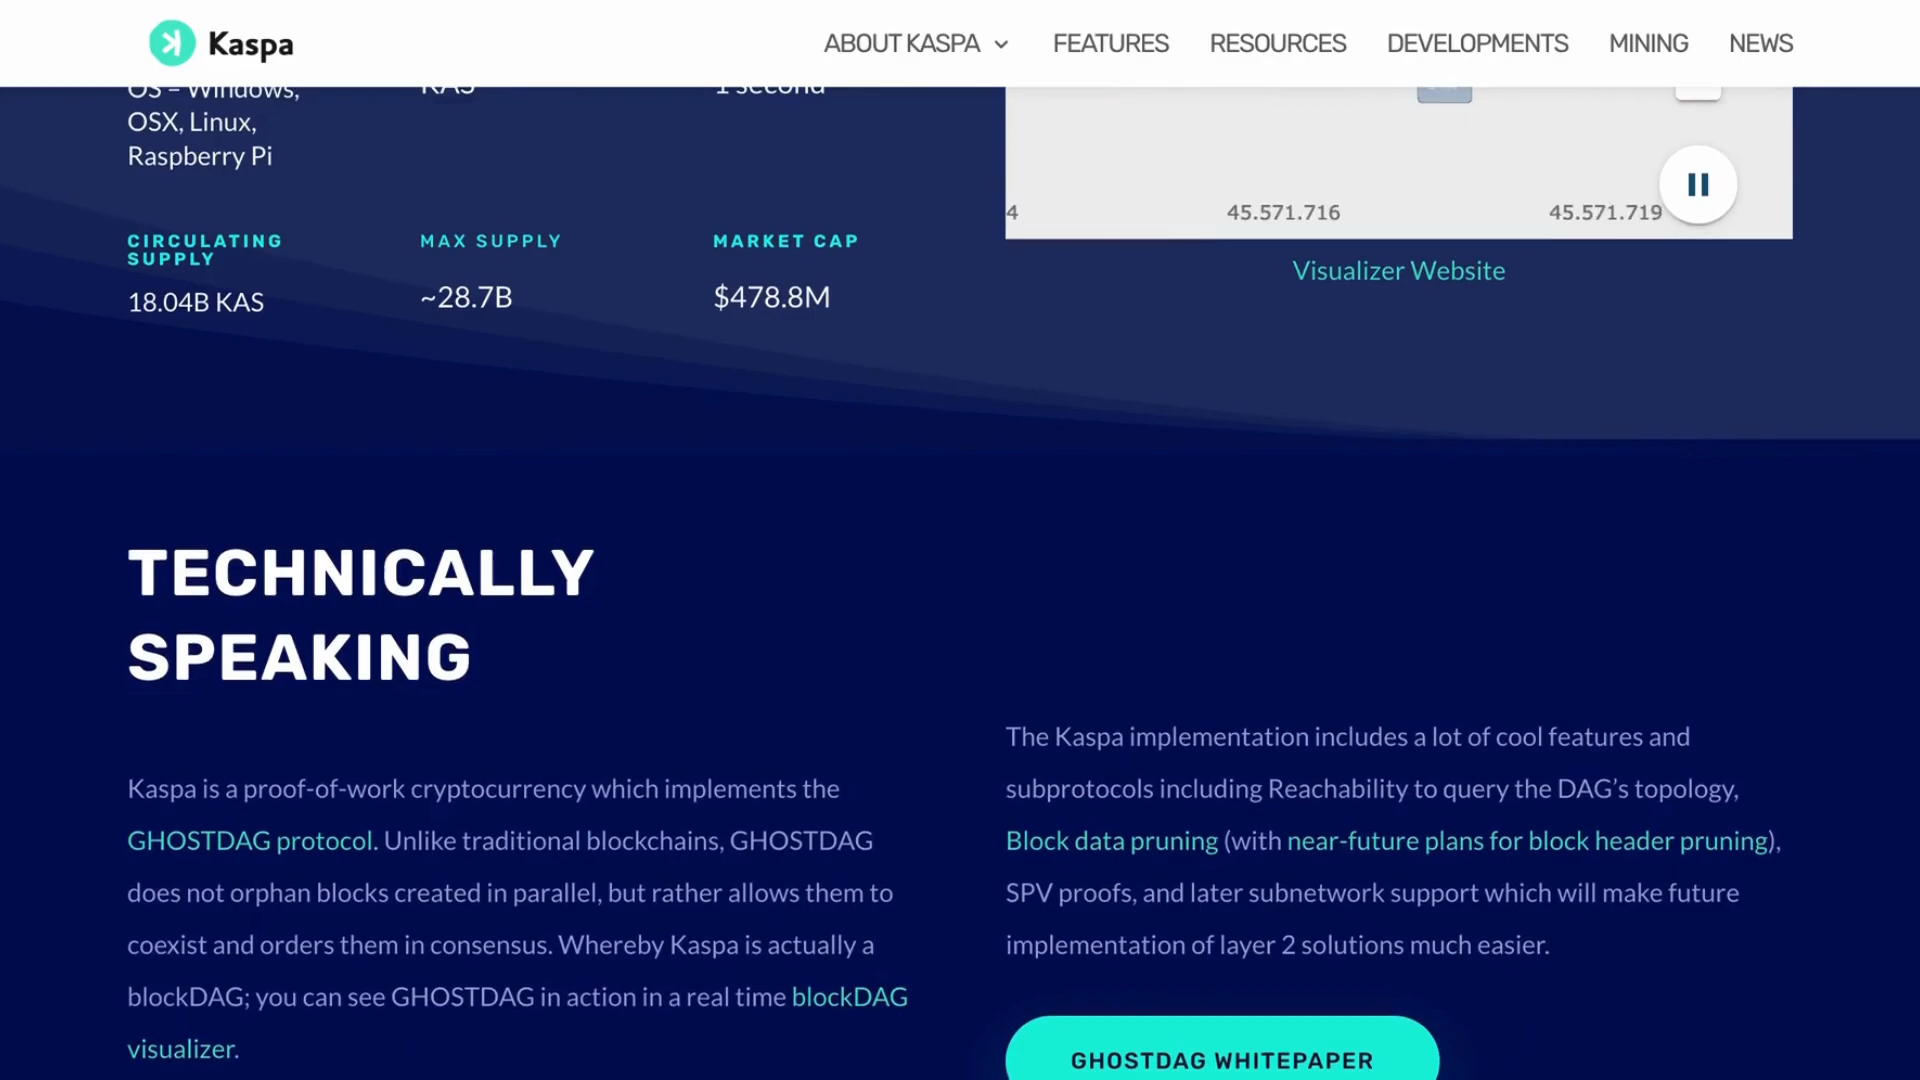 Kaspa
ABOUT KASPA
FEATURES
RESOURCES
DEVELOPMENTS
MINING
NEWS
OS – Windows,
OSX, Linux,
Raspberry Pi
KAS
1 second
4
45.571.716
45.571.719
Visualizer Website
CIRCULATING
SUPPLY
18.04B KAS
MAX SUPPLY
~28.7B
MARKET CAP
$478.8M
TECHNICALLY
SPEAKING
Kaspa is a proof-of-work cryptocurrency which implements the
GHOSTDAG protocol. Unlike traditional blockchains, GHOSTDAG
does not orphan blocks created in parallel, but rather allows them to
coexist and orders them in consensus. Whereby Kaspa is actually a
blockDAG; you can see GHOSTDAG in action in a real time blockDAG
visualizer.
The Kaspa implementation includes a lot of cool features and
subprotocols including Reachability to query the DAG’s topology,
Block data pruning (with near-future plans for block header pruning),
SPV proofs, and later subnetwork support which will make future
implementation of layer 2 solutions much easier.
GHOSTDAG WHITEPAPER